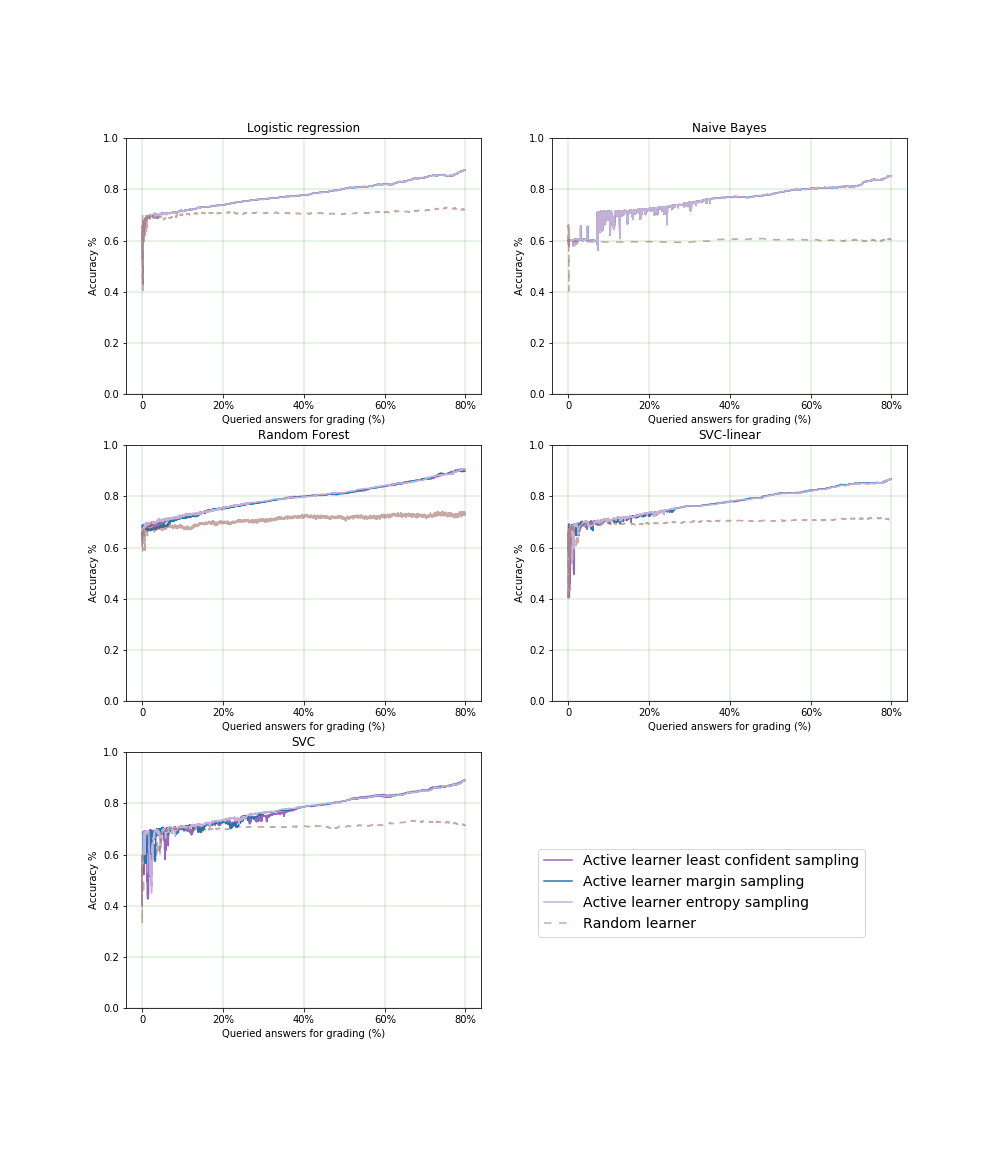 Logistic regression
1.0
0.8
0.6
0.4
0.2
0.0
Accuracy %
0 20% 40% 60% 80%
Queried answers for grading (%)
Naive Bayes
1.0
0.8
0.6
0.4
0.2
0.0
Accuracy %
0 20% 40% 60% 80%
Queried answers for grading (%)
Random Forest
1.0
0.8
0.6
0.4
0.2
0.0
Accuracy %
0 20% 40% 60% 80%
Queried answers for grading (%)
SVC-linear
1.0
0.8
0.6
0.4
0.2
0.0
Accuracy %
0 20% 40% 60% 80%
Queried answers for grading (%)
SVC
1.0
0.8
0.6
0.4
0.2
0.0
Accuracy %
0 20% 40% 60% 80%
Queried answers for grading (%)
Active learner least confident sampling
Active learner margin sampling
Active learner entropy sampling
Random learner